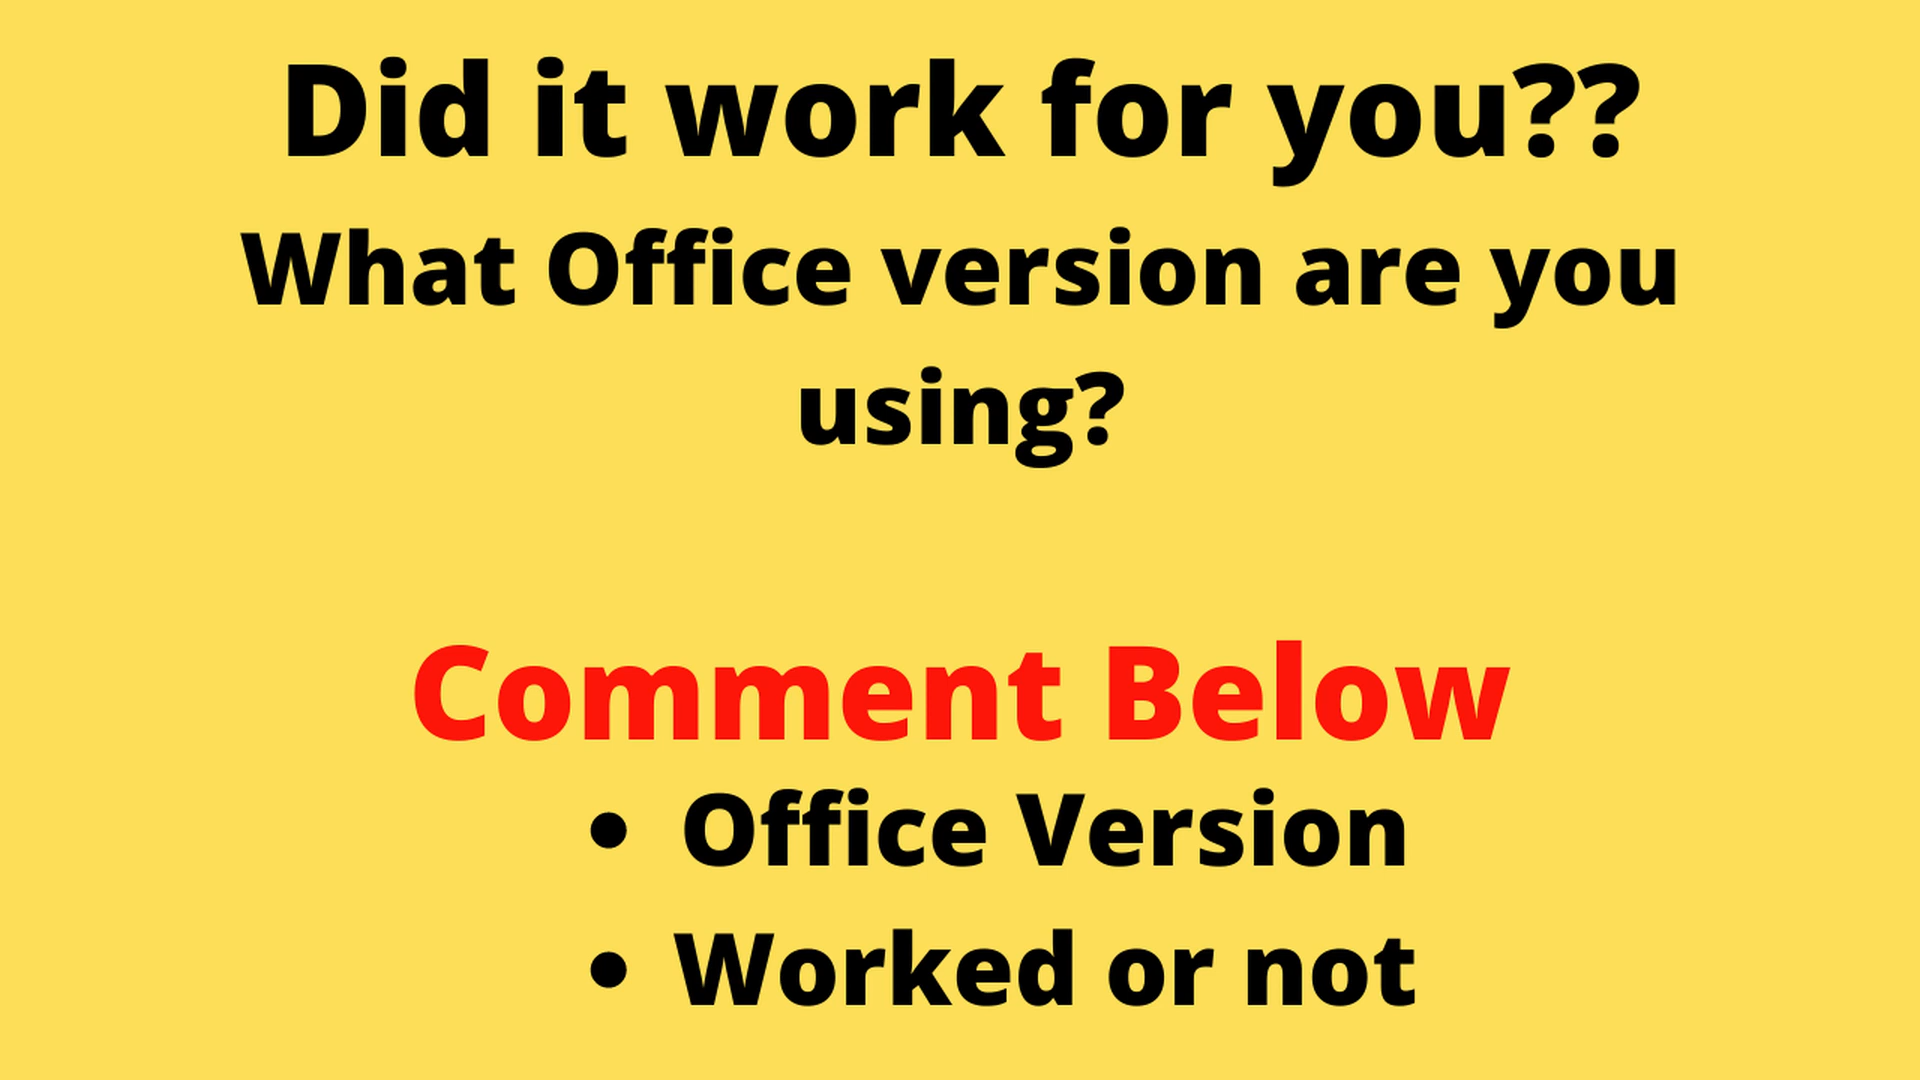 Did it work for you??
What Office version are you
using?
Comment Below
• Office Version
• Worked or not